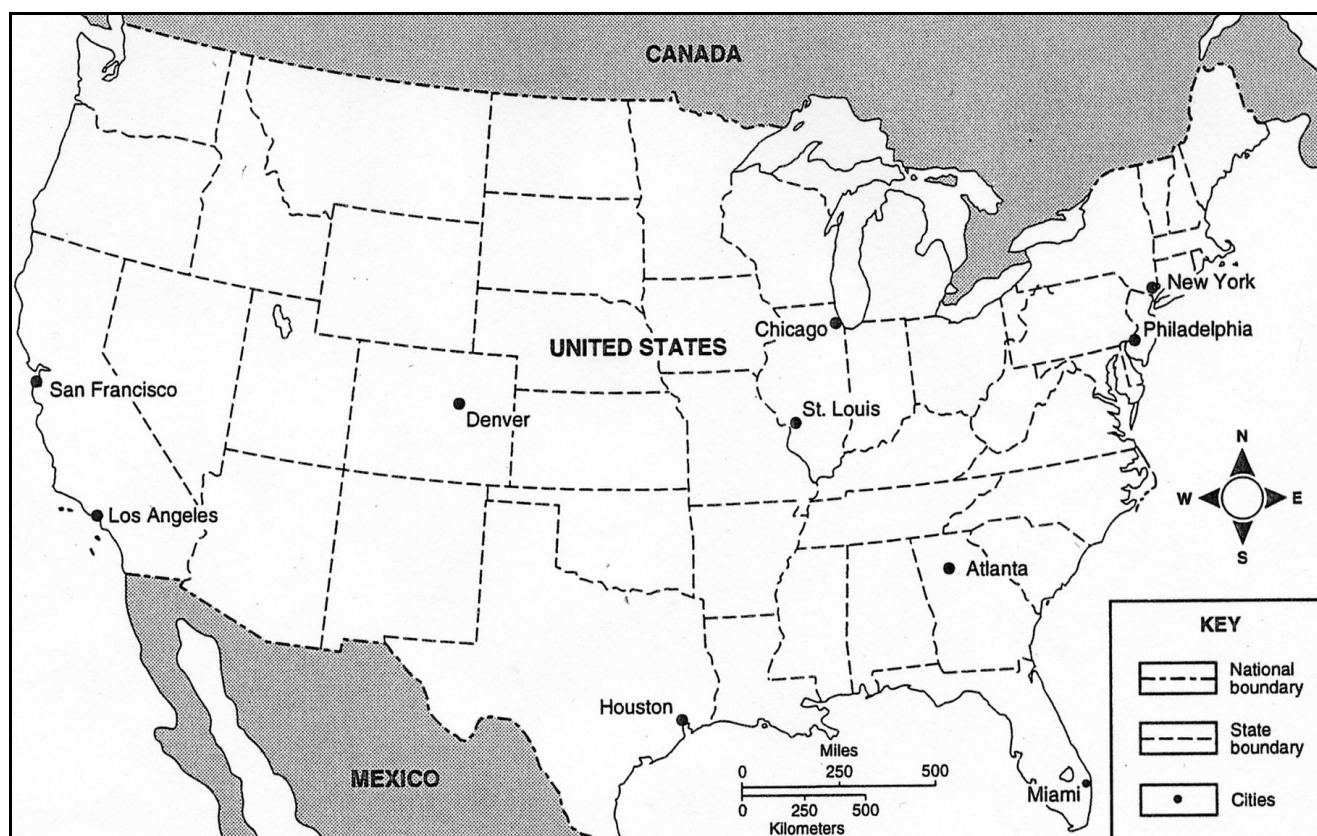 CANADA
New York
Chicago
Philadelphia
UNITED STATES
San Francisco
Denver
St. Louis
N
W E
S
Los Angeles
Atlanta
KEY
National
boundary
State
boundary
Cities
Houston
Miles
0 250 500
0 250 500
Kilometers
MEXICO
Miami